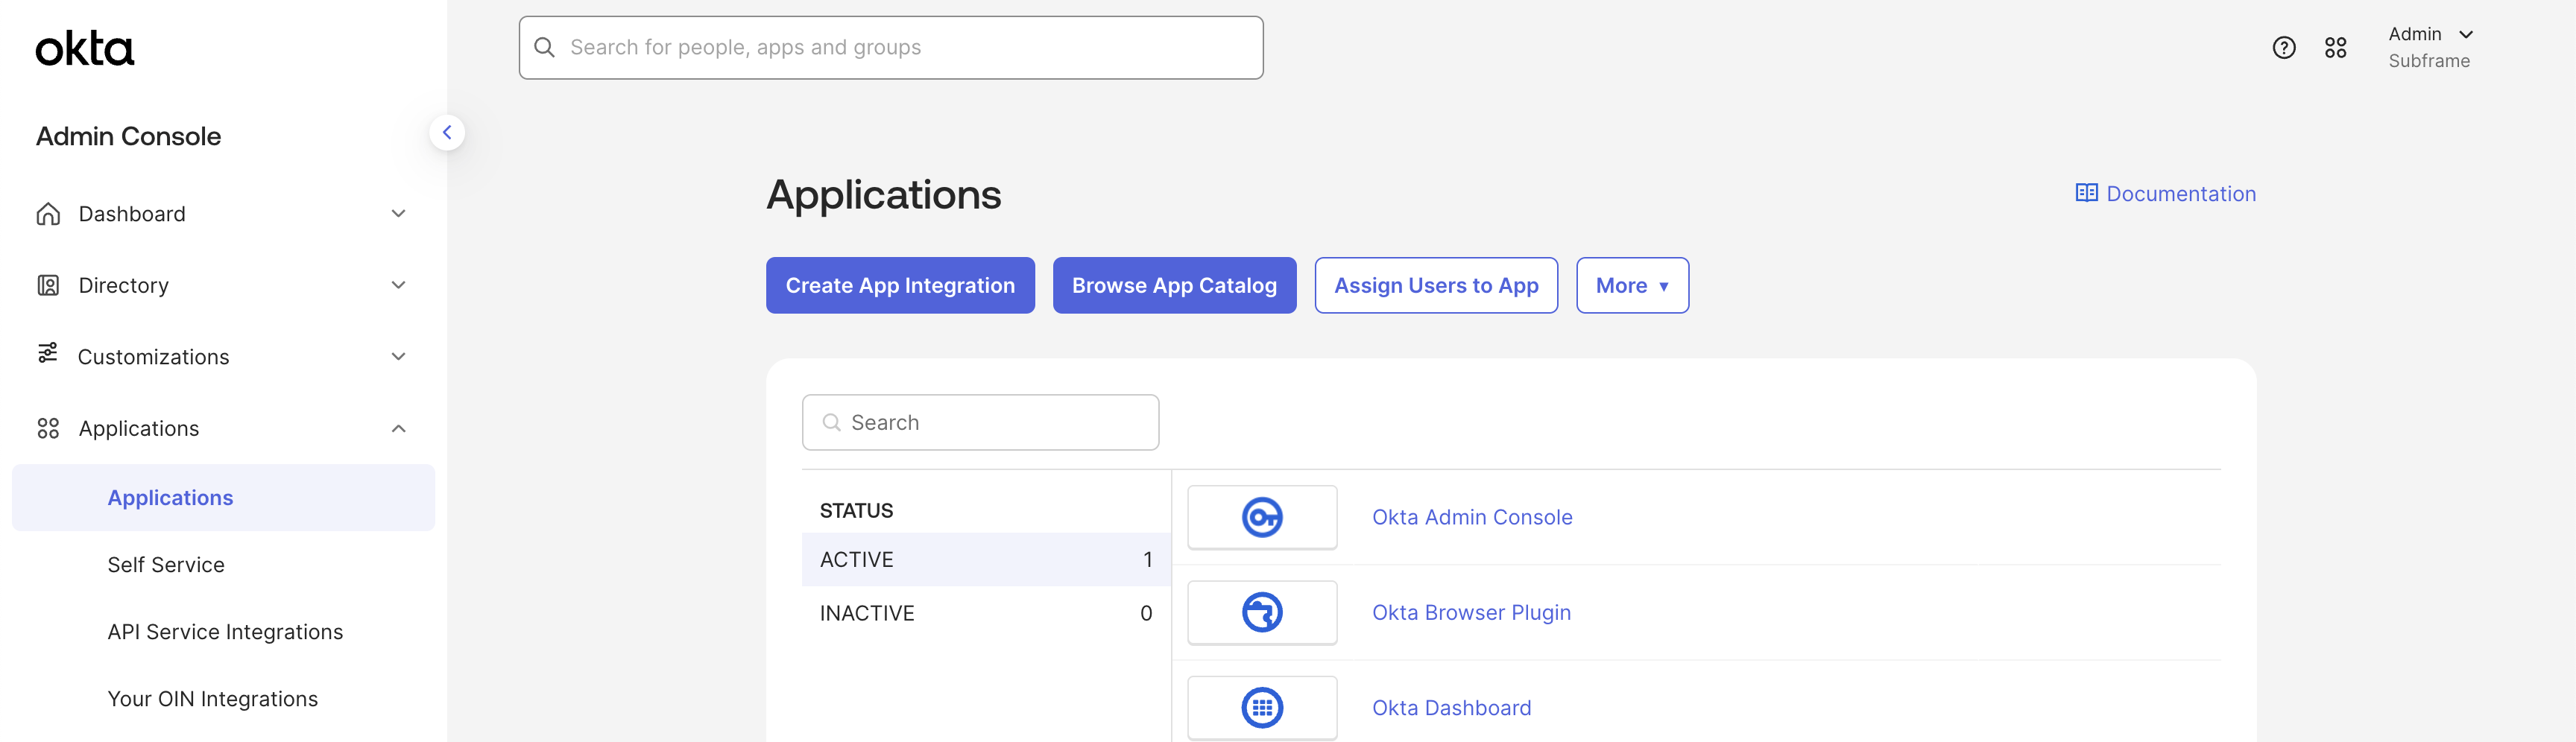 okta
Search for people, apps and groups
Admin
Subframe
Admin Console
Dashboard
Directory
Customizations
Applications
Applications
Self Service
API Service Integrations
Your OIN Integrations
Applications
Documentation
Create App Integration
Browse App Catalog
Assign Users to App
More
Search
STATUS
ACTIVE 1
INACTIVE 0
Okta Admin Console
Okta Browser Plugin
Okta Dashboard